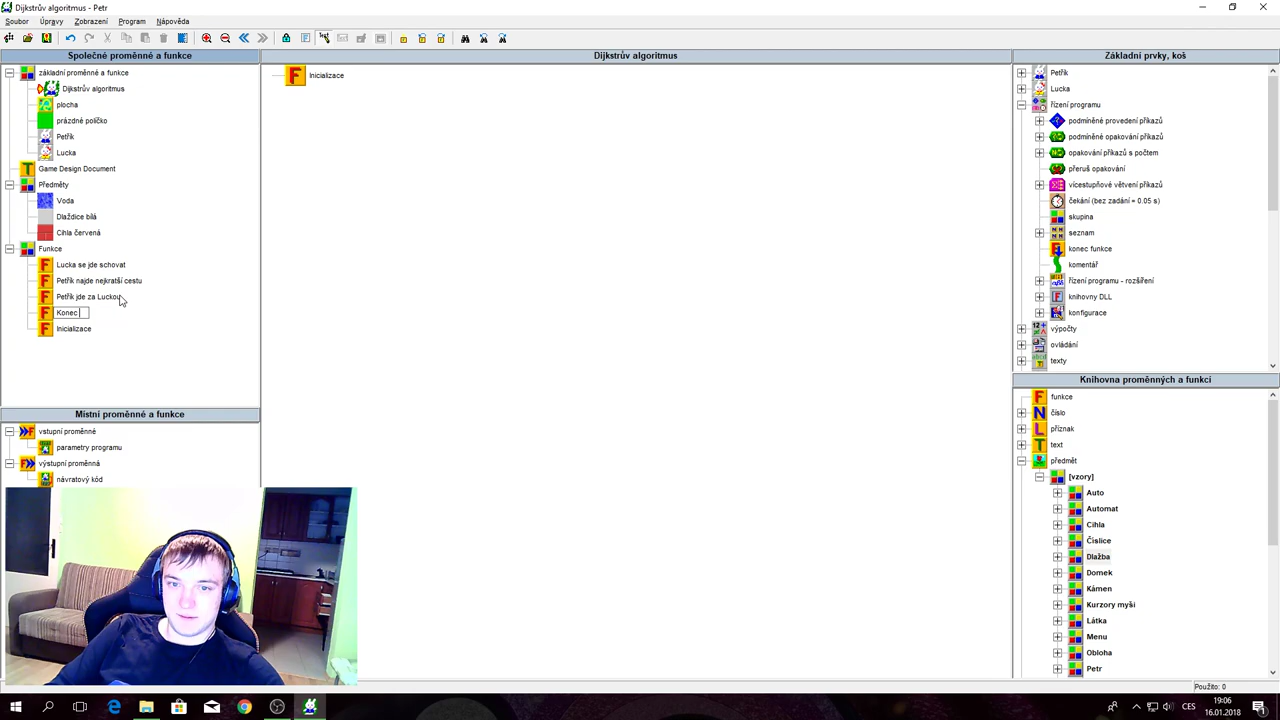 Dijkstrův algoritmus - Petr
Soubor Úpravy Zobrazení Program Nápověda
Společné proměnné a funkce
základní proměnné a funkce
Dijkstrův algoritmus
plocha
prázdné políčko
Petřík
Lucka
Game Design Document
Předměty
Voda
Dlaždice bílá
Cihla červená
Funkce
Lucka se jde schovat
Petřík najde nejkratší cestu
Petřík jde za Luckou
Konec
Inicializace
Místní proměnné a funkce
vstupní proměnné
parametry programu
výstupní proměnná
návratový kód
Dijkstrův algoritmus
Inicializace
Základní prvky, koš
Petřík
Lucka
řízení programu
podmíněné provedení příkazů
podmíněné opakování příkazů
opakování příkazů s počtem
přeruš opakování
vícestupňové větvení příkazů
čekání (bez zadání = 0.05 s)
skupina
seznam
konec funkce
komentář
řízení programu - rozšíření
knihovny DLL
konfigurace
výpočty
ovládání
texty
Knihovna proměnných a funkcí
funkce
číslo
příznak
text
předmět
[vzory]
Auto
Automat
Cihla
Číslice
Dlažba
Domek
Kámen
Kurzory myši
Látka
Menu
Obloha
Petr
Použito: 0
CES
19:06
16.01.2018